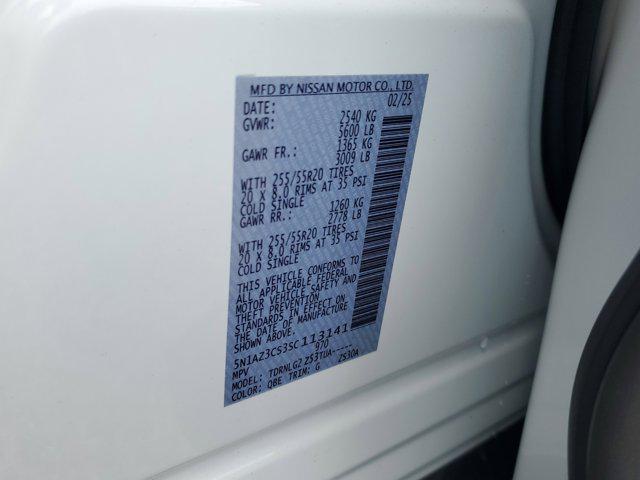 MFD BY NISSAN MOTOR CO., LTD.
DATE: 02/25
GVWR: 2540 KG
5600 LB
GAWR FR.: 1365 KG
3009 LB
WITH 255/55R20 TIRES
20 X 8.0 RIMS AT 35 PSI
COLD SINGLE
GAWR RR.: 1260 KG
2778 LB
WITH 255/55R20 TIRES
20 X 8.0 RIMS AT 35 PSI
COLD SINGLE
THIS VEHICLE CONFORMS TO
ALL APPLICABLE FEDERAL
MOTOR VEHICLE SAFETY AND
THEFT PREVENTION
STANDARDS IN EFFECT ON
THE DATE OF MANUFACTURE
SHOWN ABOVE.
5N1AZ3CS3SC113141
MPV 970
MODEL: TDRNLGZ Z53TUA-----
COLOR: QBE TRIM: G Z530A